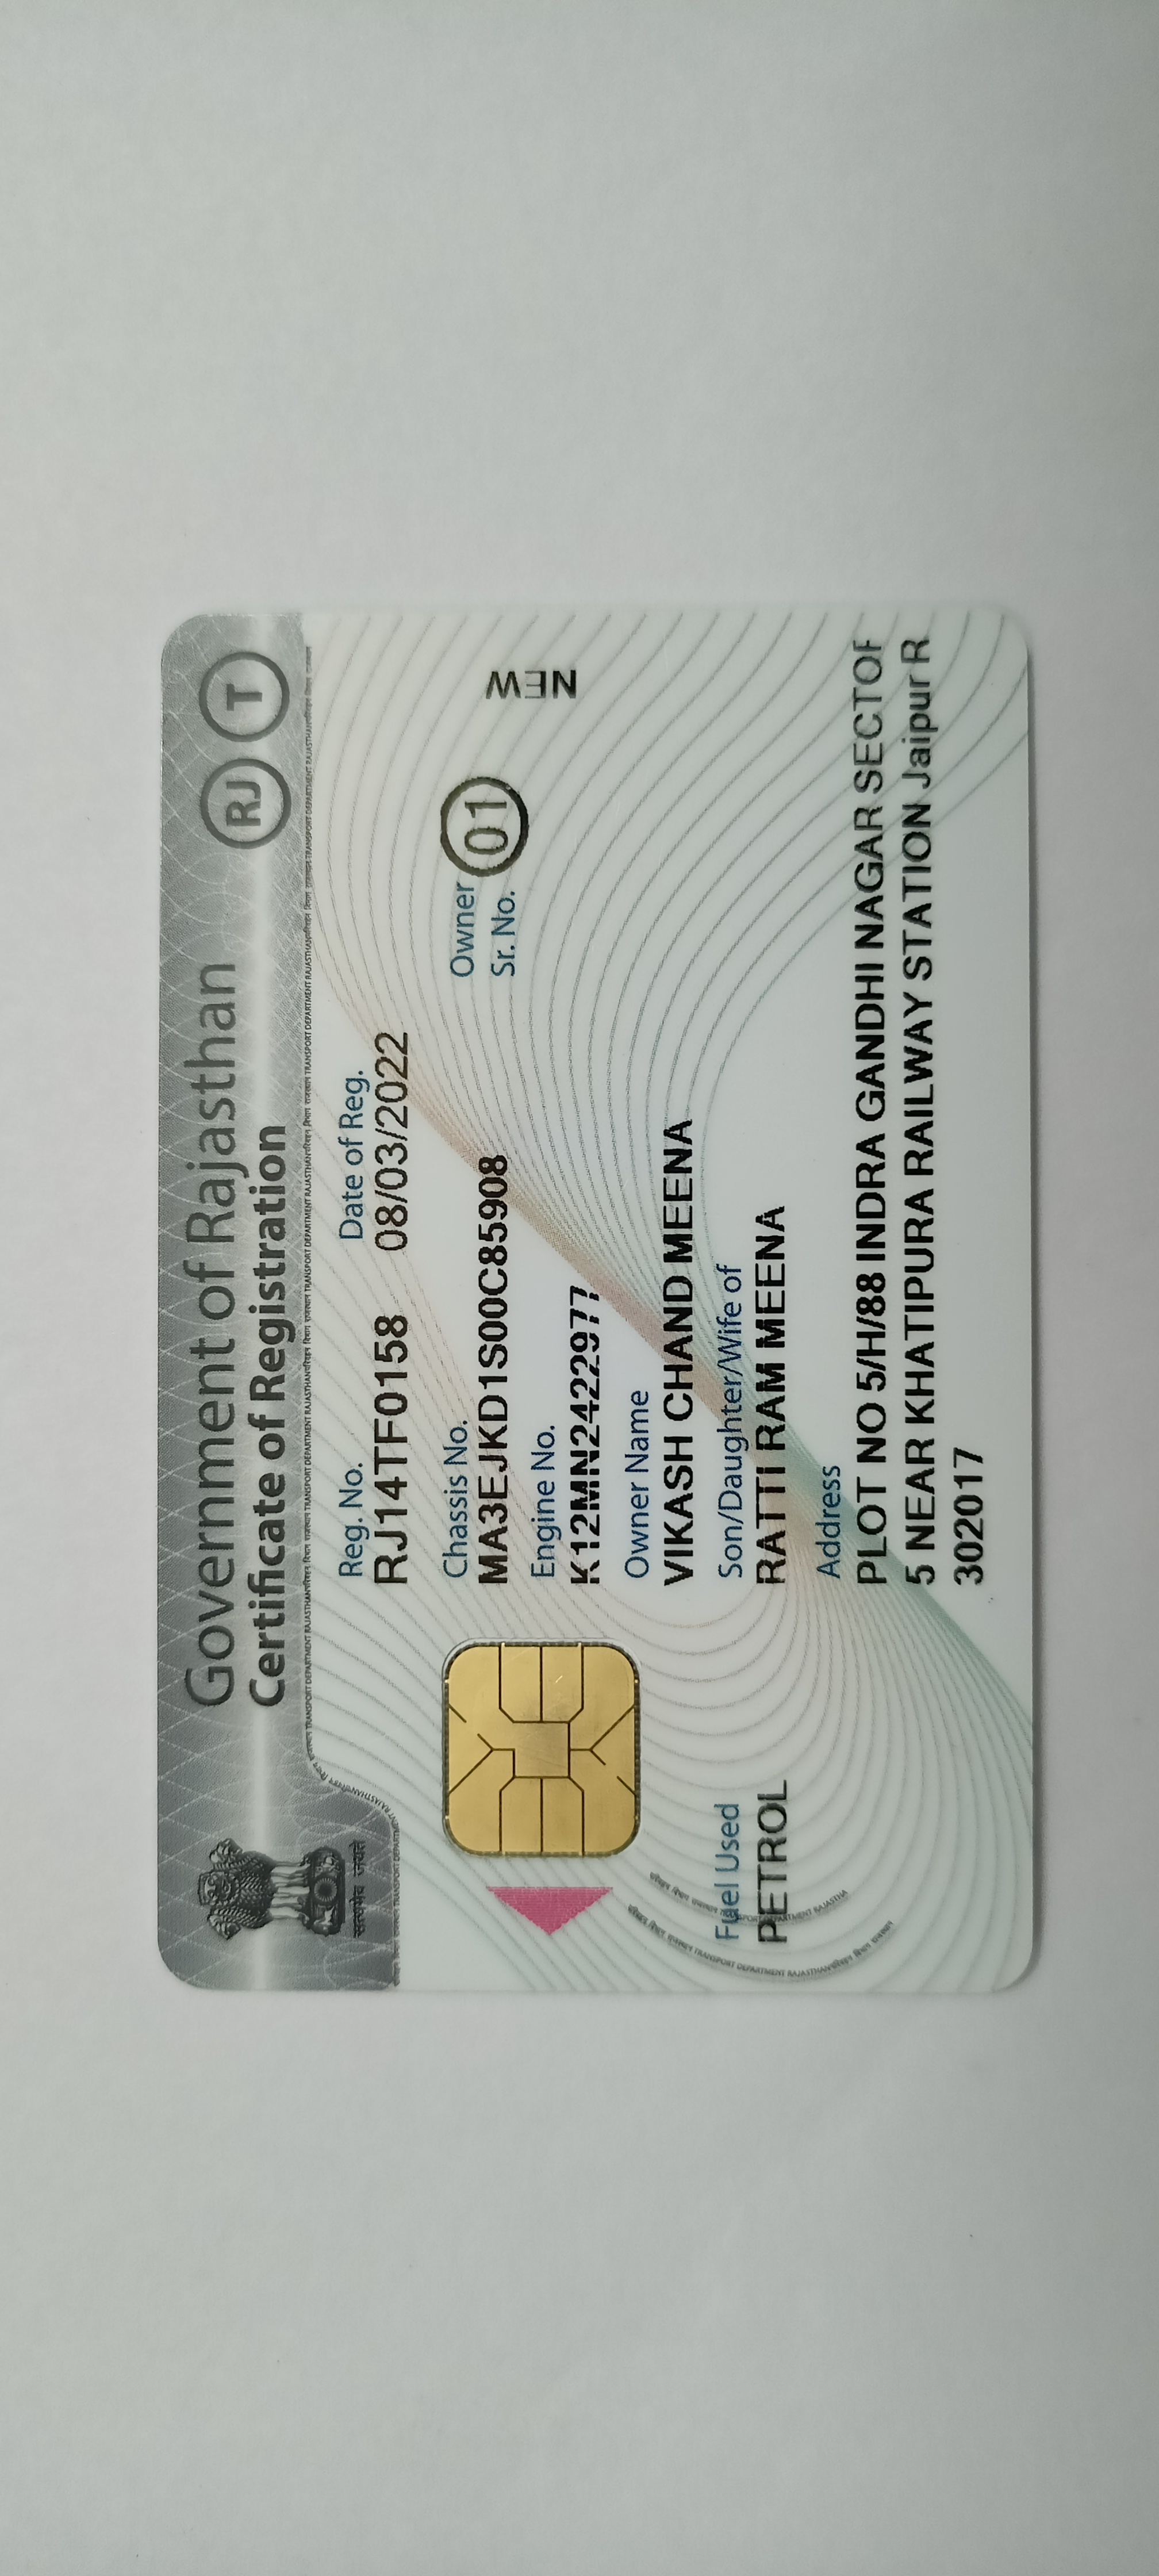 Government of Rajasthan
Certificate of Registration
RJ T
सत्यमेव जयते
Reg. No. Date of Reg.
RJ14TF0158 08/03/2022
Chassis No. Owner
MA3EJKD1S00C85908 Sr. No. 01
NEW
Engine No.
K12MN2422977
Owner Name
VIKASH CHAND MEENA
Son/Daughter/Wife of
RATTI RAM MEENA
Fuel Used
PETROL
Address
PLOT NO 5/H/88 INDRA GANDHI NAGAR SECTOR
5 NEAR KHATIPURA RAILWAY STATION Jaipur R
302017